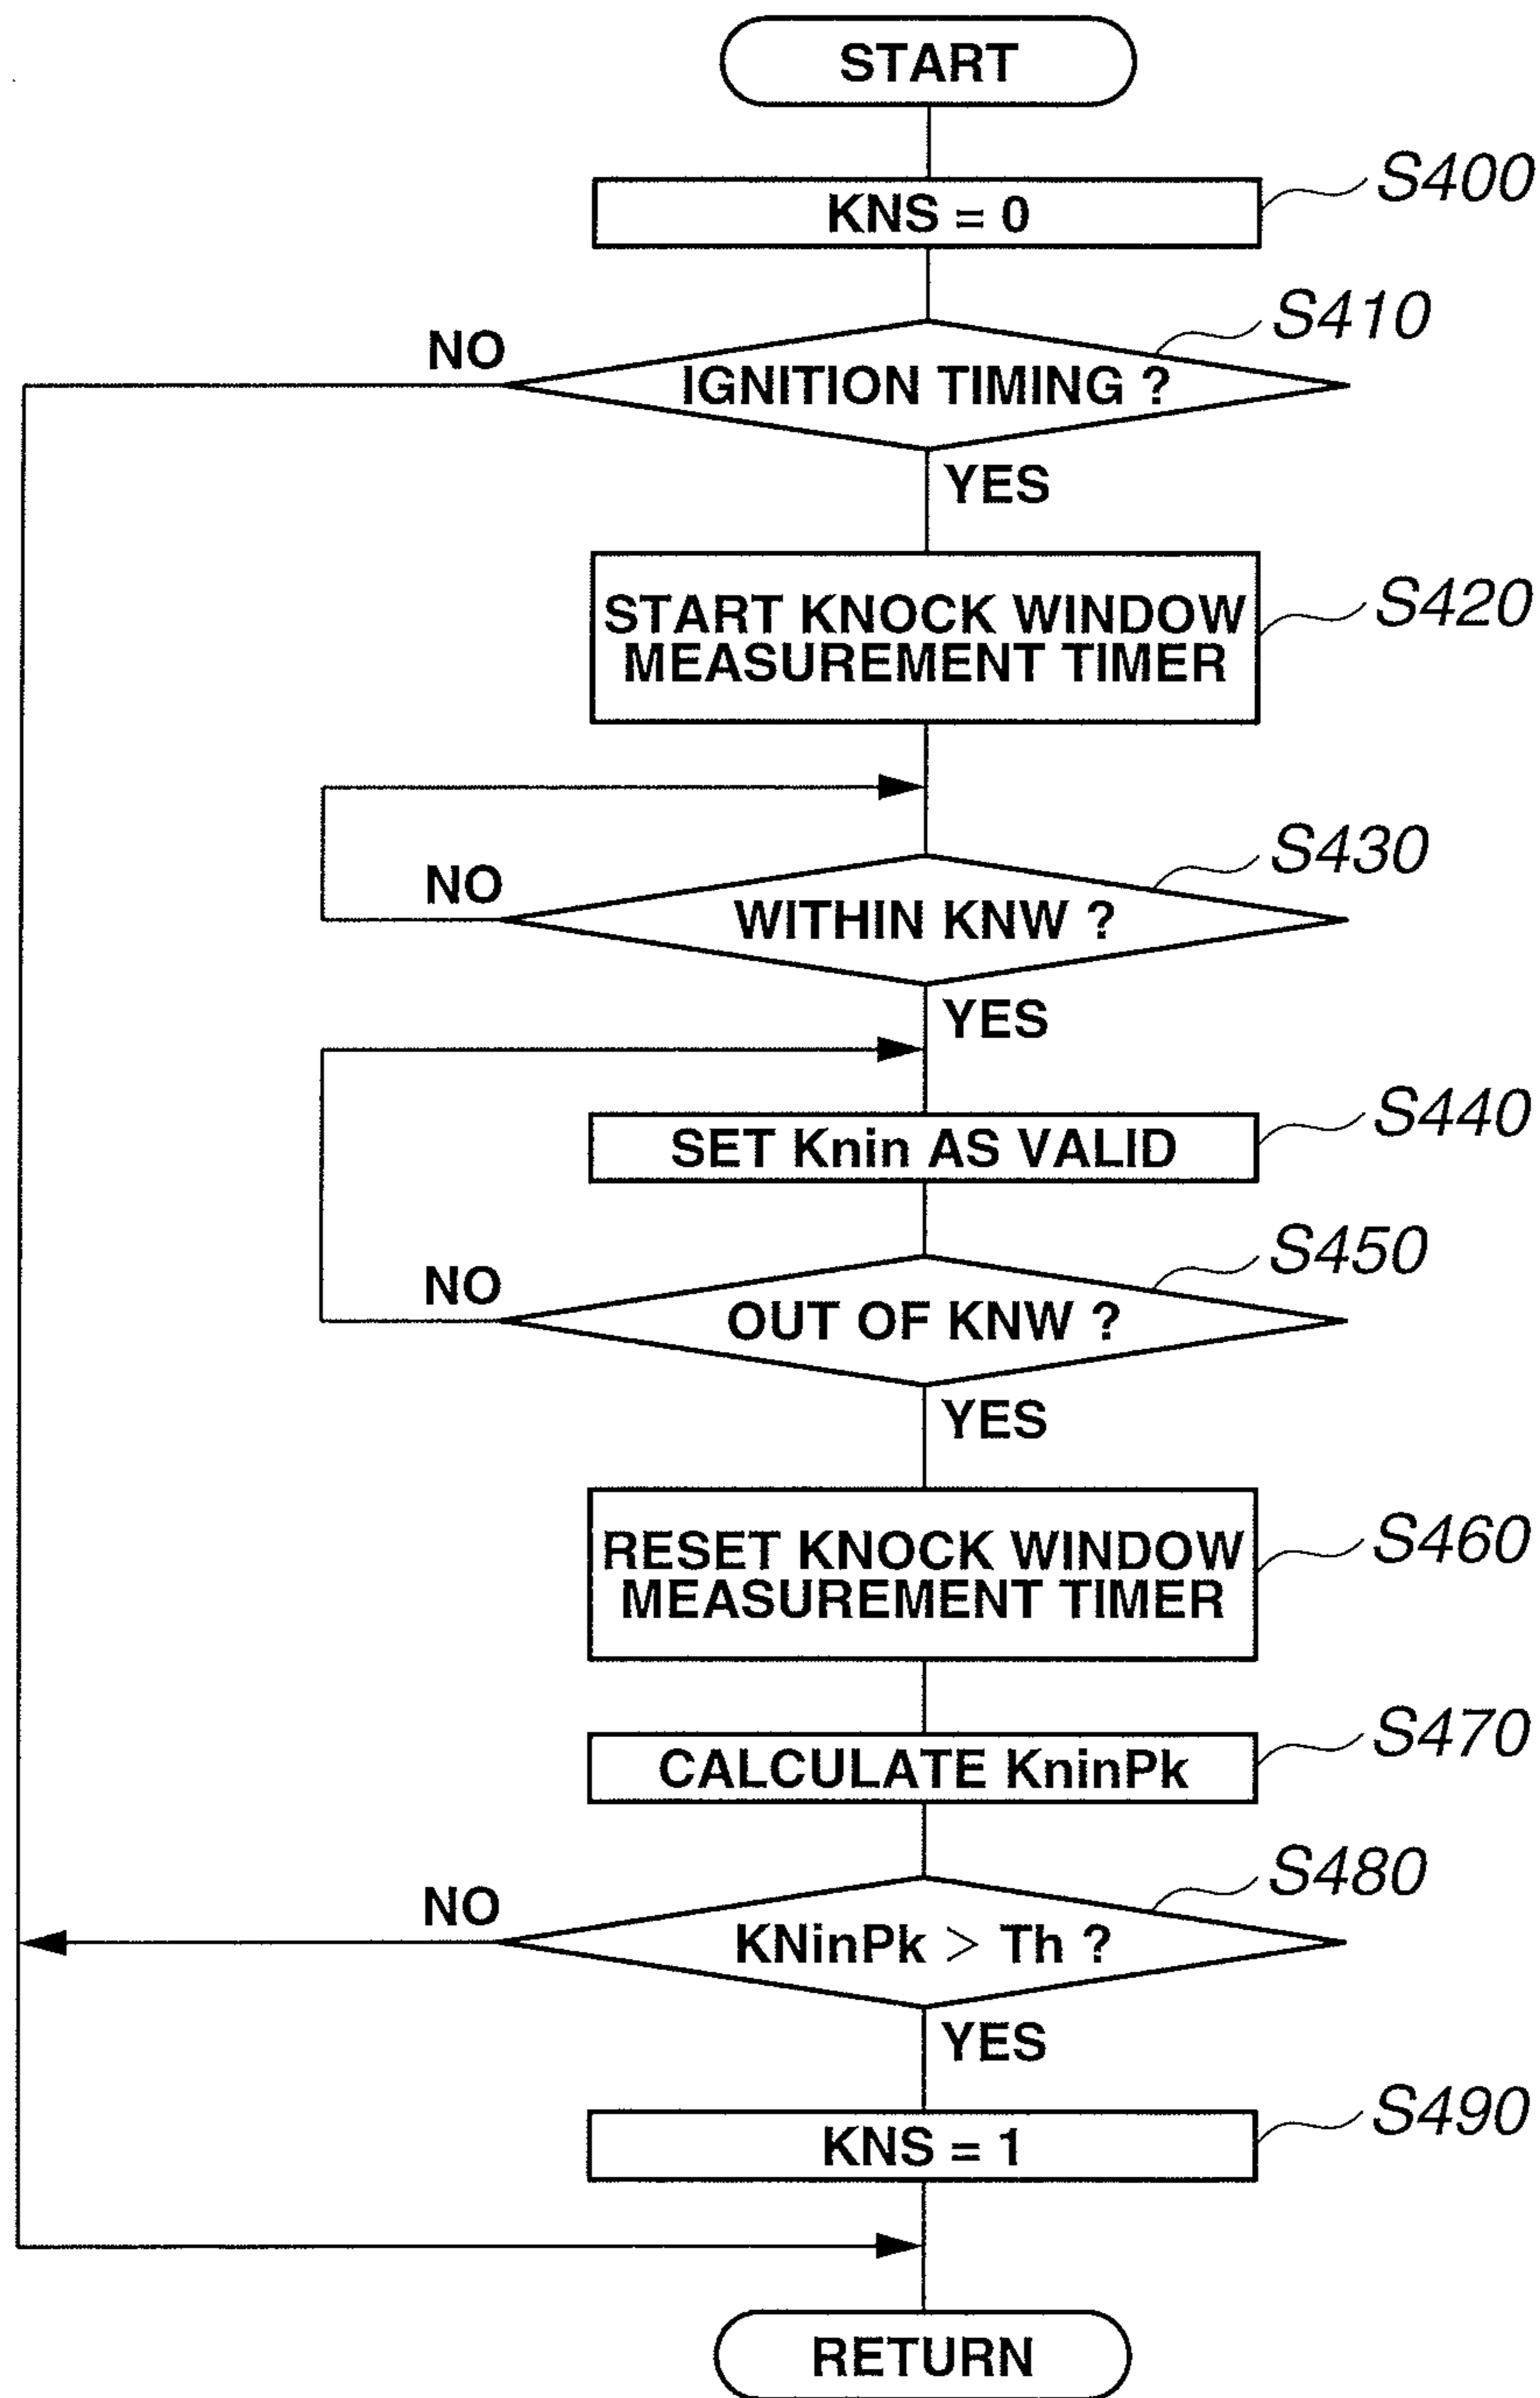 START
KNS = 0
S400
S410
NO
IGNITION TIMING ?
YES
START KNOCK WINDOW
MEASUREMENT TIMER
S420
S430
NO
WITHIN KNW ?
YES
SET Knin AS VALID
S440
S450
NO
OUT OF KNW ?
YES
RESET KNOCK WINDOW
MEASUREMENT TIMER
S460
CALCULATE KninPk
S470
S480
NO
KNinPk > Th ?
YES
KNS = 1
S490
RETURN